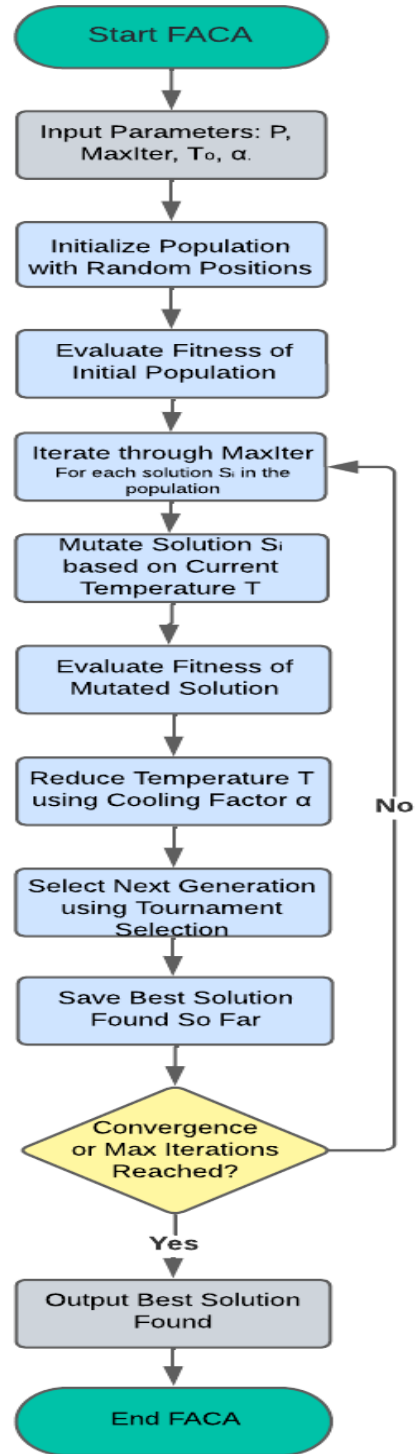 Start FACA
Input Parameters: P,
MaxIter, T₀, α.
Initialize Population
with Random Positions
Evaluate Fitness of
Initial Population
Iterate through MaxIter
For each solution Sᵢ in the
population
Mutate Solution Sᵢ
based on Current
Temperature T
Evaluate Fitness of
Mutated Solution
Reduce Temperature T
using Cooling Factor α
No
Select Next Generation
using Tournament
Selection
Save Best Solution
Found So Far
Convergence
or Max Iterations
Reached?
Yes
Output Best Solution
Found
End FACA